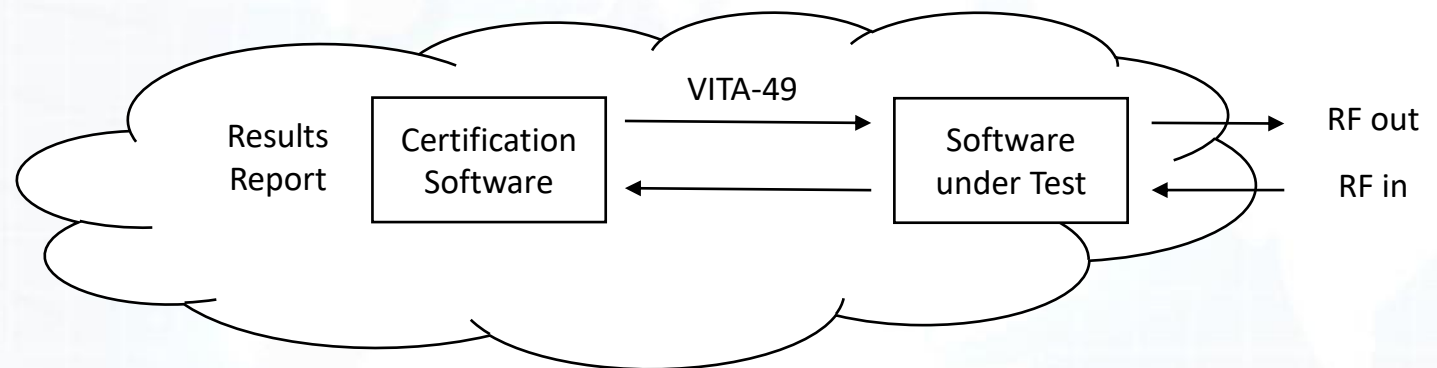 VITA-49
Results
Report
Certification
Software
Software
under Test
RF out
RF in